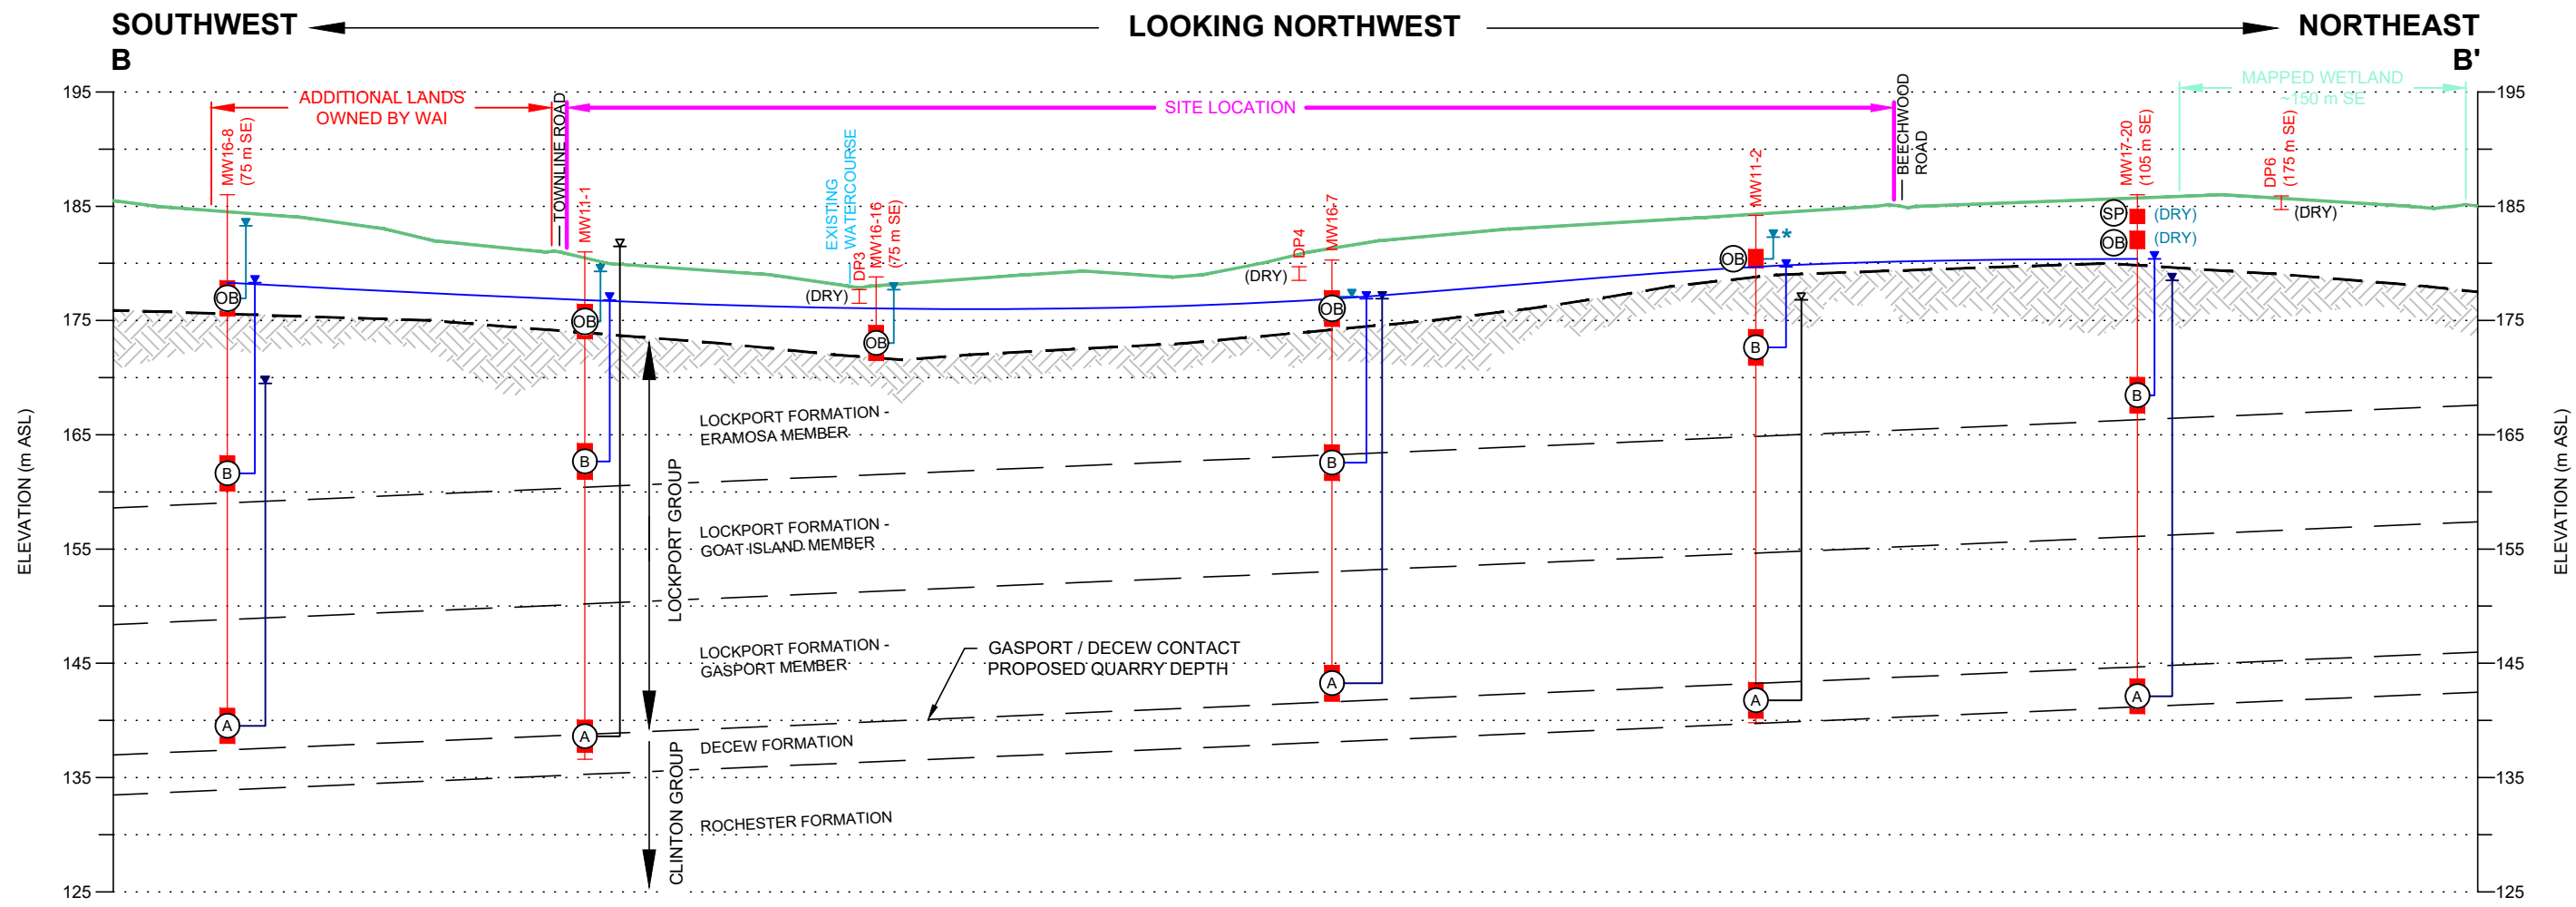 SOUTHWEST
LOOKING NORTHWEST
NORTHEAST
B
B'
ADDITIONAL LANDS
OWNED BY WAI
TOWNLINE ROAD
SITE LOCATION
BEECHWOOD
ROAD
MAPPED WETLAND
~150 m SE
MW16-8
(75 m SE)
MW11-1
EXISTING
WATERCOURSE
DP3
(DRY)
MW16-16
(75 m SE)
DP4
(DRY)
MW16-7
MW11-2
*
MW17-20
(105 m SE)
(DRY)
(DRY)
DP6
(175 m SE)
(DRY)
ELEVATION (m ASL)
195
185
175
165
155
145
135
125
OB
B
A
OB
B
A
OB
OB
B
A
OB
B
A
SP
OB
B
A
LOCKPORT GROUP
CLINTON GROUP
LOCKPORT FORMATION -
ERAMOSA MEMBER
LOCKPORT FORMATION -
GOAT ISLAND MEMBER
LOCKPORT FORMATION -
GASPORT MEMBER
GASPORT / DECEW CONTACT
PROPOSED QUARRY DEPTH
DECEW FORMATION
ROCHESTER FORMATION
195
185
175
165
155
145
135
125
ELEVATION (m ASL)